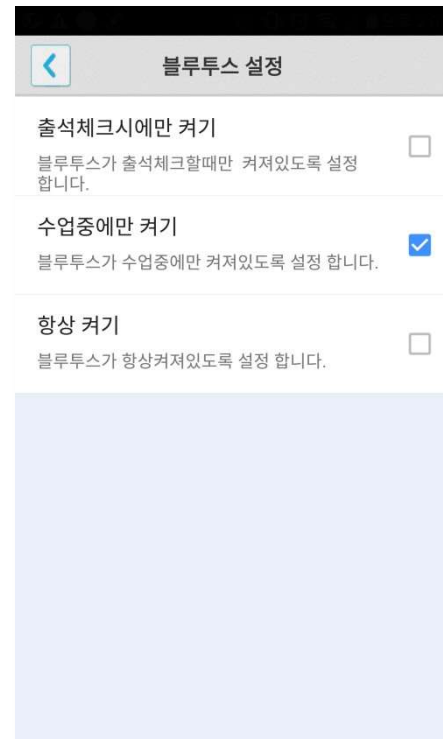 블루투스 설정
출석체크시에만 켜기
블루투스가 출석체크할때만 켜져있도록 설정
합니다.
수업중에만 켜기
블루투스가 수업중에만 켜져있도록 설정 합니다.
항상 켜기
블루투스가 항상켜져있도록 설정 합니다.